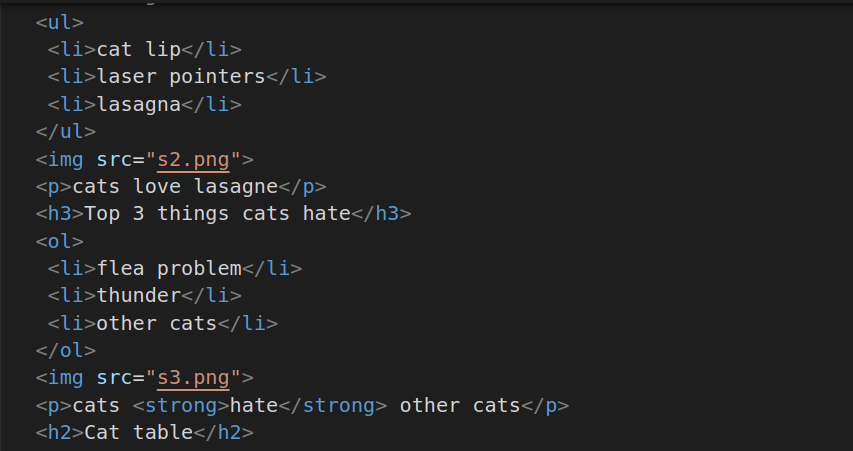 <ul>
<li>cat lip</li>
<li>laser pointers</li>
<li>lasagna</li>
</ul>
<img src="s2.png">
<p>cats love lasagne</p>
<h3>Top 3 things cats hate</h3>
<ol>
<li>flea problem</li>
<li>thunder</li>
<li>other cats</li>
</ol>
<img src="s3.png">
<p>cats <strong>hate</strong> other cats</p>
<h2>Cat table</h2>